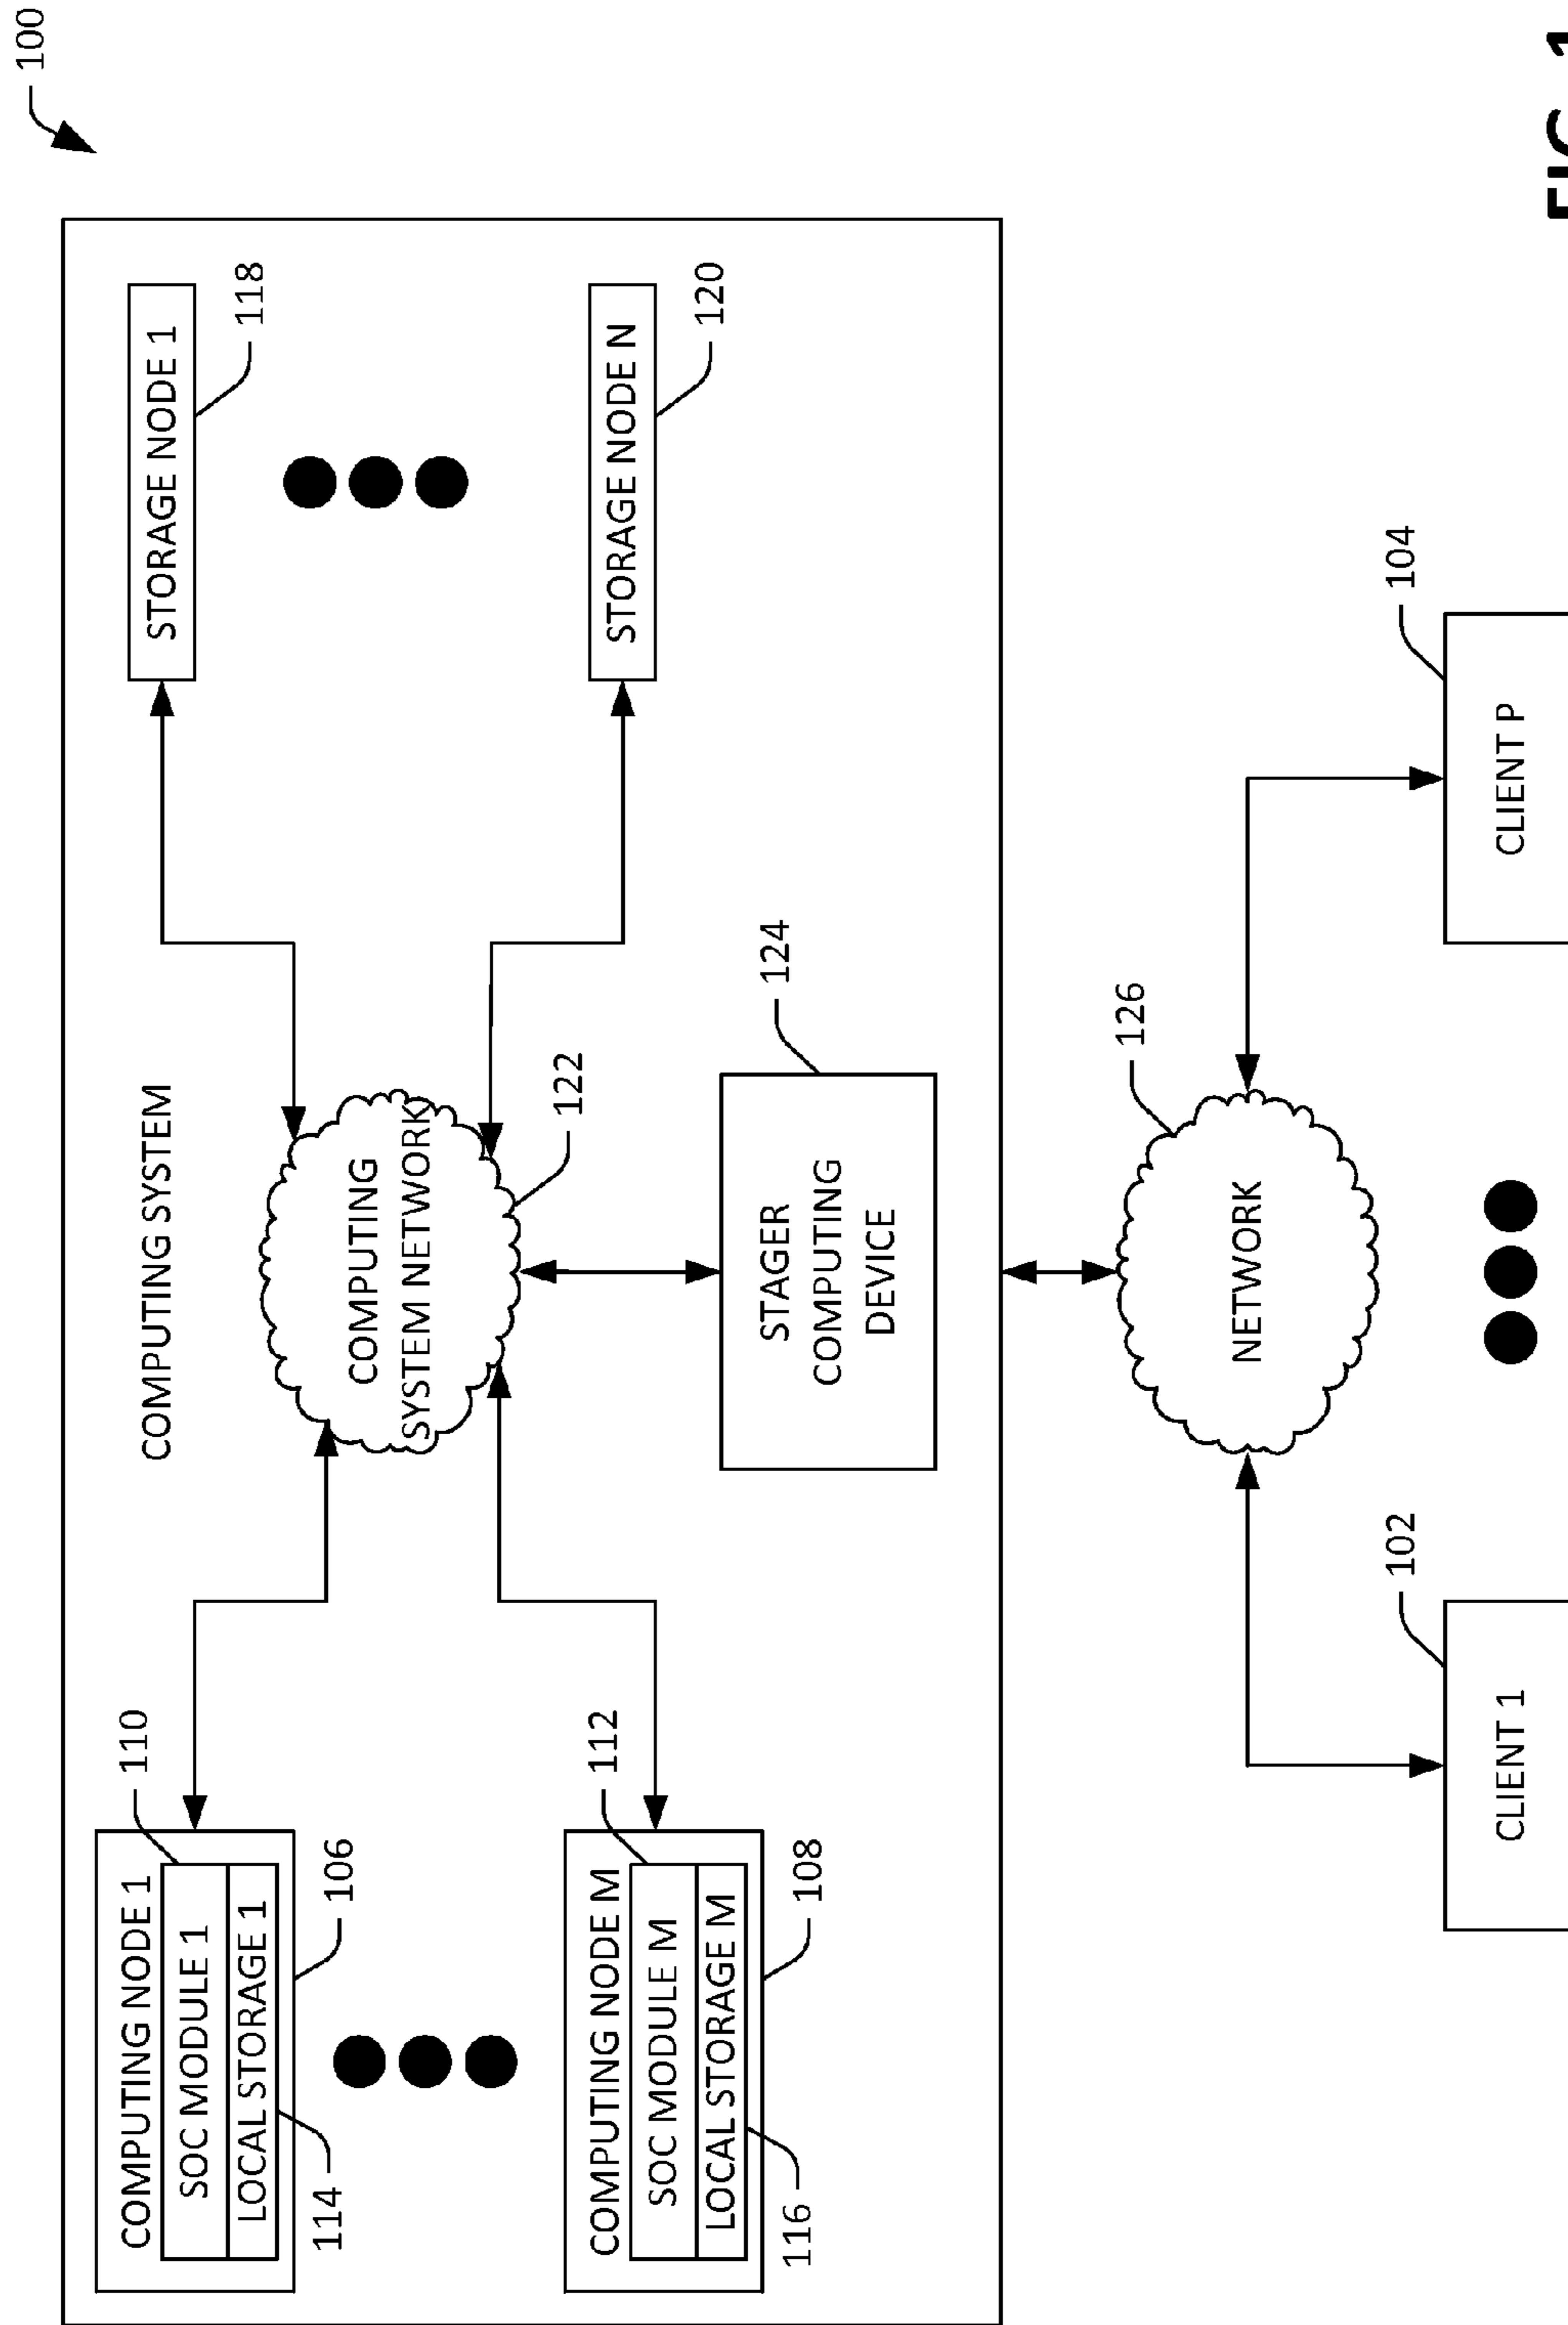 100
COMPUTING SYSTEM
COMPUTING NODE 1
SOC MODULE 1
LOCAL STORAGE 1
110
114
106
COMPUTING NODE M
SOC MODULE M
LOCAL STORAGE M
112
116
108
COMPUTING
SYSTEM NETWORK
122
STORAGE NODE 1
118
STORAGE NODE N
120
STAGER
COMPUTING
DEVICE
124
NETWORK
126
CLIENT 1
102
CLIENT P
104